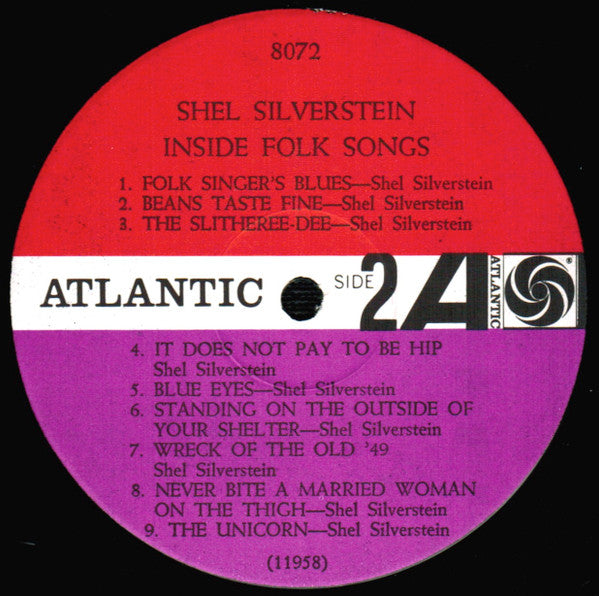 8072
SHEL SILVERSTEIN
INSIDE FOLK SONGS
1. FOLK SINGER'S BLUES—Shel Silverstein
2. BEANS TASTE FINE—Shel Silverstein
3. THE SLITHEREE-DEE—Shel Silverstein
ATLANTIC SIDE 2 A ATLANTIC ®
4. IT DOES NOT PAY TO BE HIP
Shel Silverstein
5. BLUE EYES—Shel Silverstein
6. STANDING ON THE OUTSIDE OF
YOUR SHELTER—Shel Silverstein
7. WRECK OF THE OLD '49
Shel Silverstein
8. NEVER BITE A MARRIED WOMAN
ON THE THIGH—Shel Silverstein
9. THE UNICORN—Shel Silverstein
(11958)